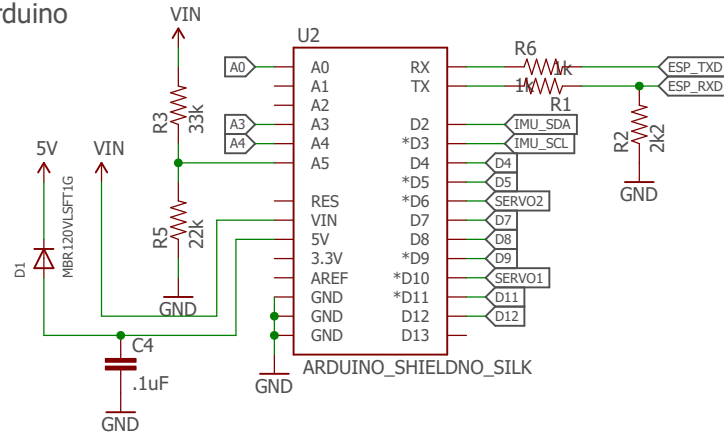 rduino
VIN
U2
R3
33k
5V
VIN
R5
22k
GND
D1
MBR120VLSFT1G
C4
.1uF
GND
GND
A0
A3
A4
A0
A1
A2
A3
A4
A5
RES
VIN
5V
3.3V
AREF
GND
GND
GND
RX
TX
D2
*D3
D4
*D5
*D6
D7
D8
*D9
*D10
*D11
D12
D13
ARDUINO_SHIELDNO_SILK
R6
1k
1k
R1
ESP_TXD
ESP_RXD
R2
2k2
GND
IMU_SDA
IMU_SCL
D4
D5
SERVO2
D7
D8
D9
SERVO1
D11
D12